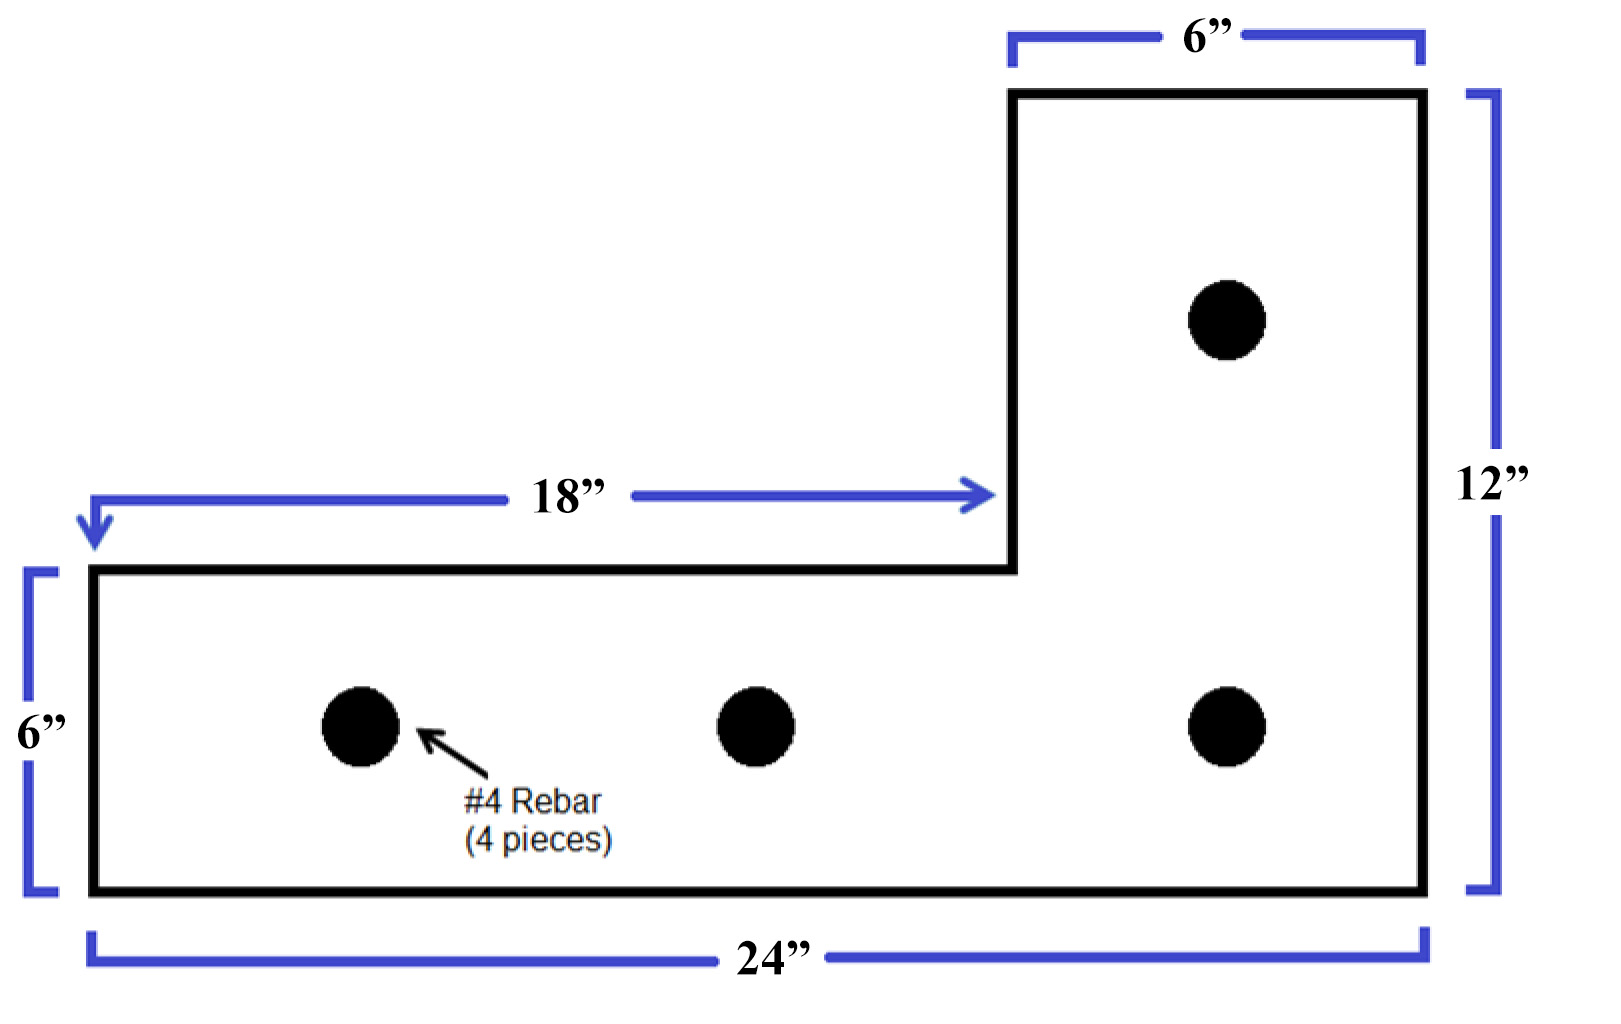 6”
18”
12”
6”
#4 Rebar
(4 pieces)
24”